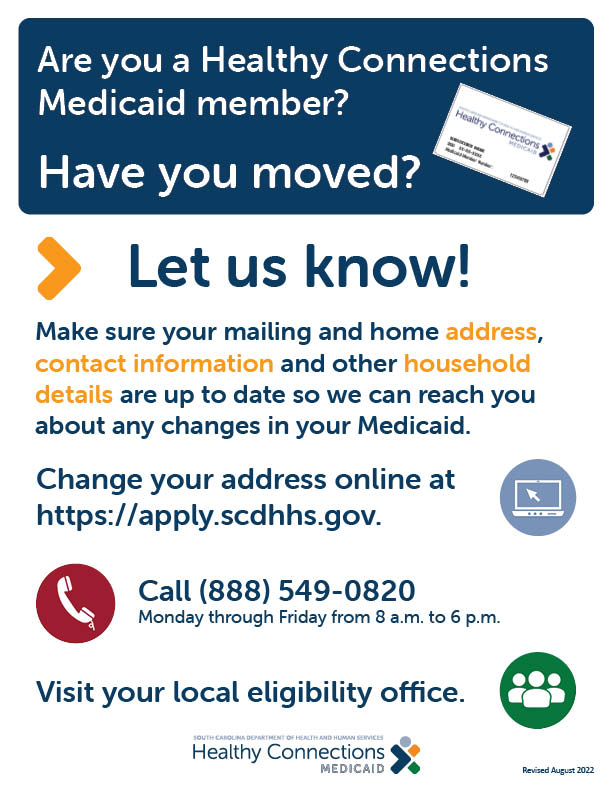 Are you a Healthy Connections
Medicaid member?
Have you moved?
Healthy Connections
MEDICAID
Medicaid Member Number:
Let us know!
Make sure your mailing and home address,
contact information and other household
details are up to date so we can reach you
about any changes in your Medicaid.
Change your address online at
https://apply.scdhhs.gov.
Call (888) 549-0820
Monday through Friday from 8 a.m. to 6 p.m.
Visit your local eligibility office.
SOUTH CAROLINA DEPARTMENT OF HEALTH AND HUMAN SERVICES
Healthy Connections
MEDICAID
Revised August 2022